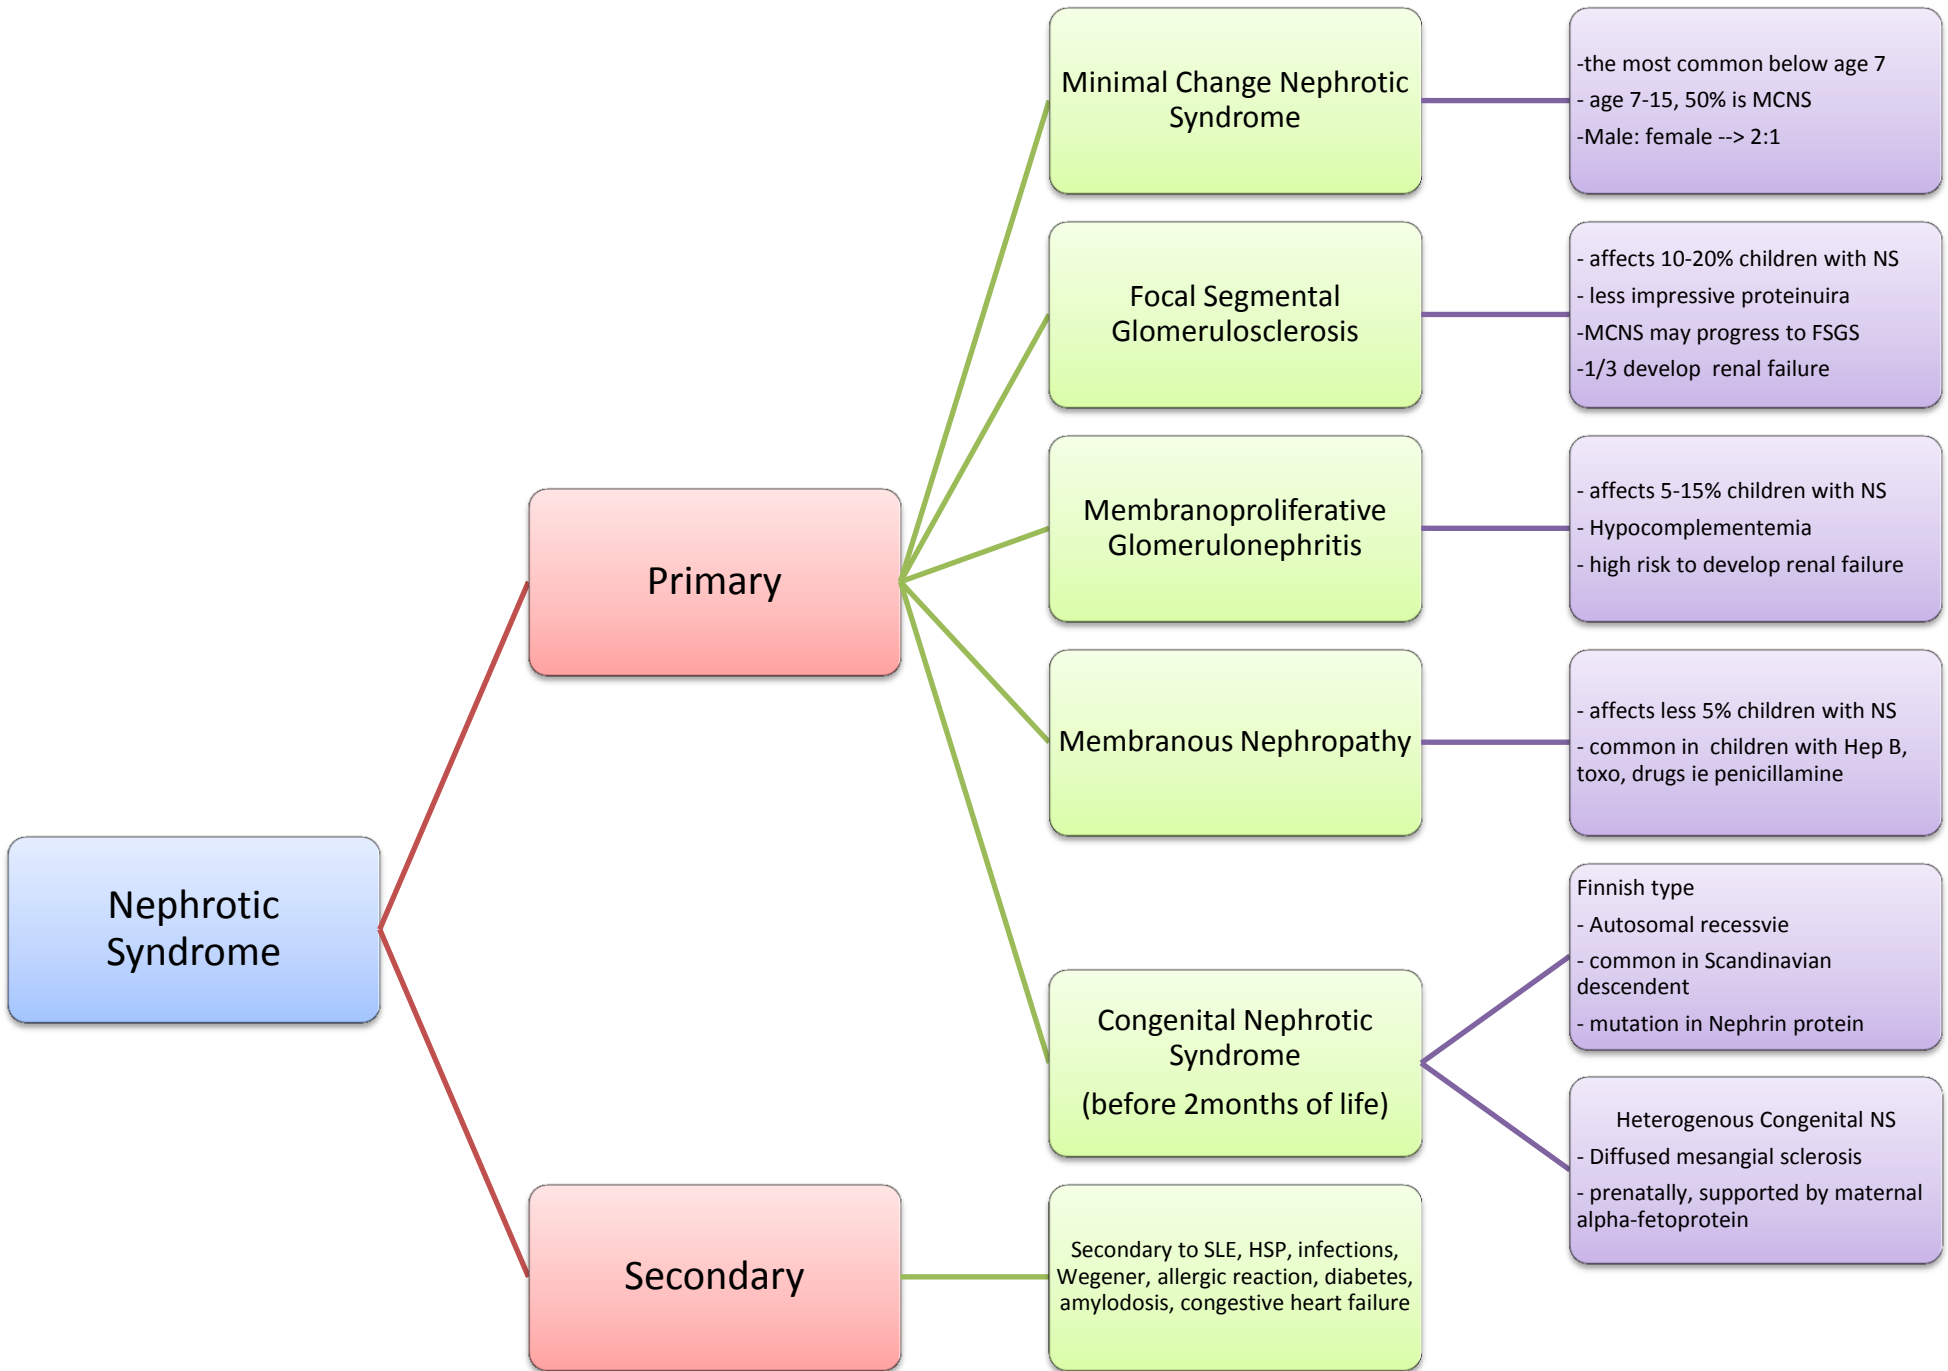 Nephrotic
Syndrome
Primary
Minimal Change Nephrotic
Syndrome
-the most common below age 7
- age 7-15, 50% is MCNS
-Male: female --> 2:1
Focal Segmental
Glomerulosclerosis
- affects 10-20% children with NS
- less impressive proteinuira
-MCNS may progress to FSGS
-1/3 develop  renal failure
Membranoproliferative
Glomerulonephritis
- affects 5-15% children with NS
- Hypocomplementemia
- high risk to develop renal failure
Membranous Nephropathy
- affects less 5% children with NS
- common in  children with Hep B,
toxo, drugs ie penicillamine
Congenital Nephrotic
Syndrome
(before 2months of life)
Finnish type
- Autosomal recessvie
- common in Scandinavian
descendent
- mutation in Nephrin protein
Heterogenous Congenital NS
- Diffused mesangial sclerosis
- prenatally, supported by maternal
alpha-fetoprotein
Secondary
Secondary to SLE, HSP, infections,
Wegener, allergic reaction, diabetes,
amylodosis, congestive heart failure